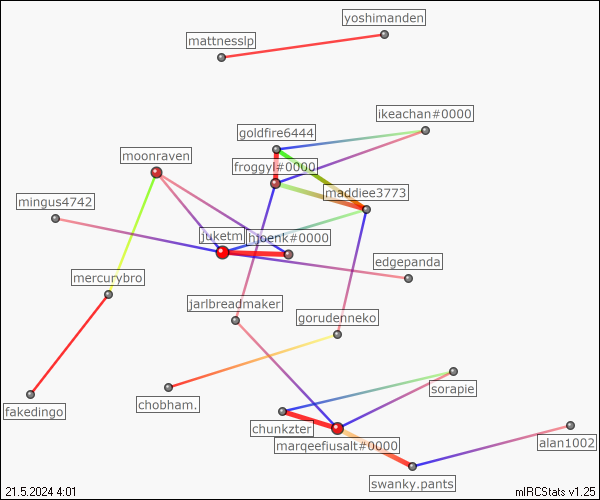 yoshimanden
mattnesslp
ikeachan#0000
goldfire6444
moonraven
froggyl#0000
maddiee3773
mingus4742
juketm
hjpenk#0000
edgepanda
mercurybro
jarlbreadmaker
gorudenneko
sorapie
chobham.
fakedingo
chunkzter
marqeefiusalt#0000
alan1002
swanky.pants
21.5.2024 4:01
mIRCStats v1.25